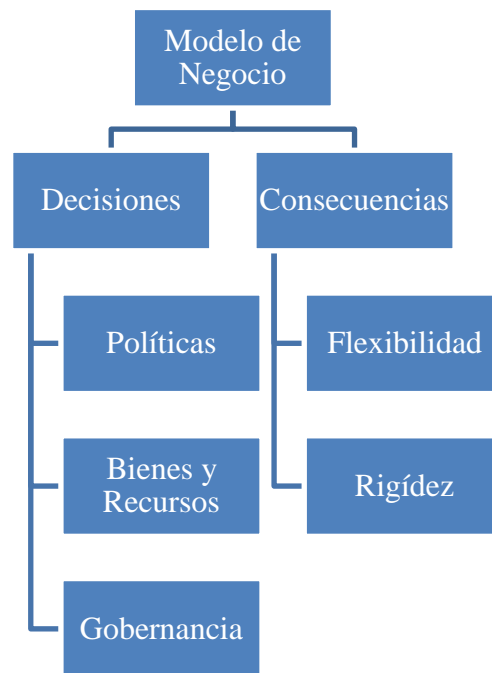 Modelo de
Negocio
Decisiones
Consecuencias
Políticas
Flexibilidad
Bienes y
Recursos
Rigídez
Gobernancia